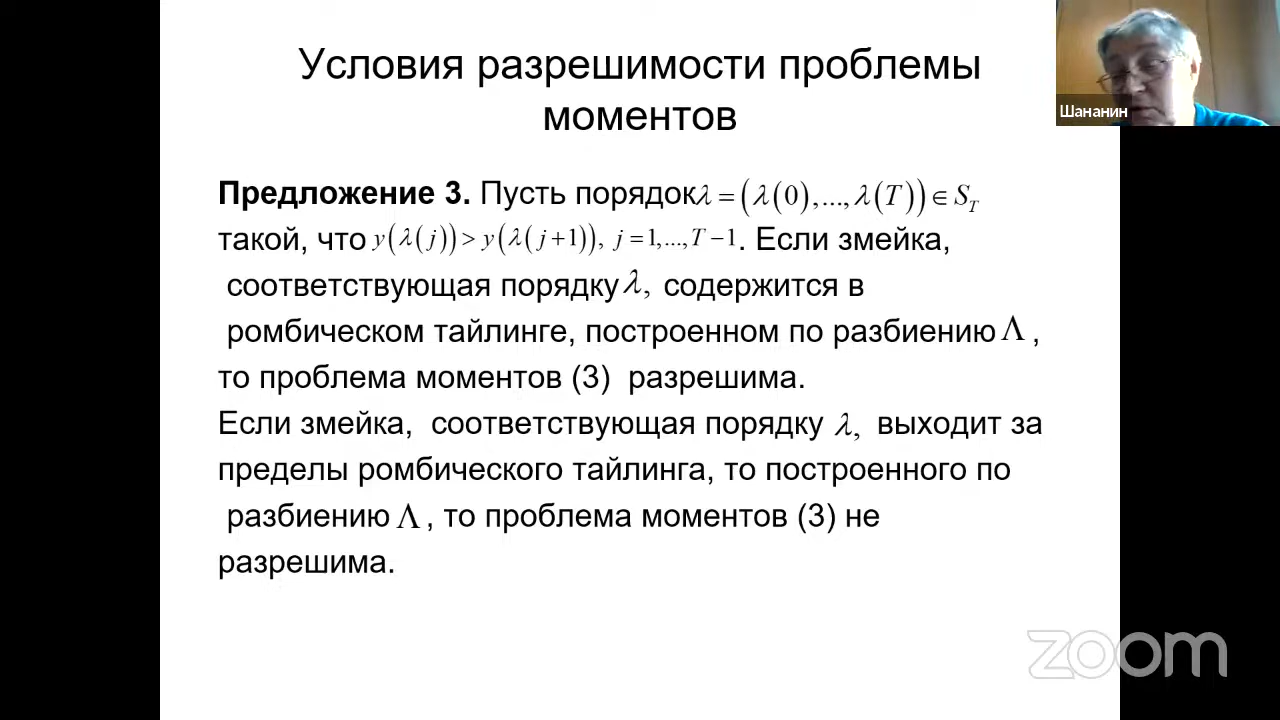 Условия разрешимости проблемы
моментов
Шананин
Предложение 3. Пусть порядок λ = (λ(0),..., λ(T)) ∈ S_T
такой, что y(λ(j)) > y(λ(j+1)), j = 1,...,T − 1. Если змейка,
соответствующая порядку λ, содержится в
ромбическом тайлинге, построенном по разбиению Λ ,
то проблема моментов (3) разрешима.
Если змейка, соответствующая порядку λ, выходит за
пределы ромбического тайлинга, то построенного по
разбиению Λ , то проблема моментов (3) не
разрешима.
zoom